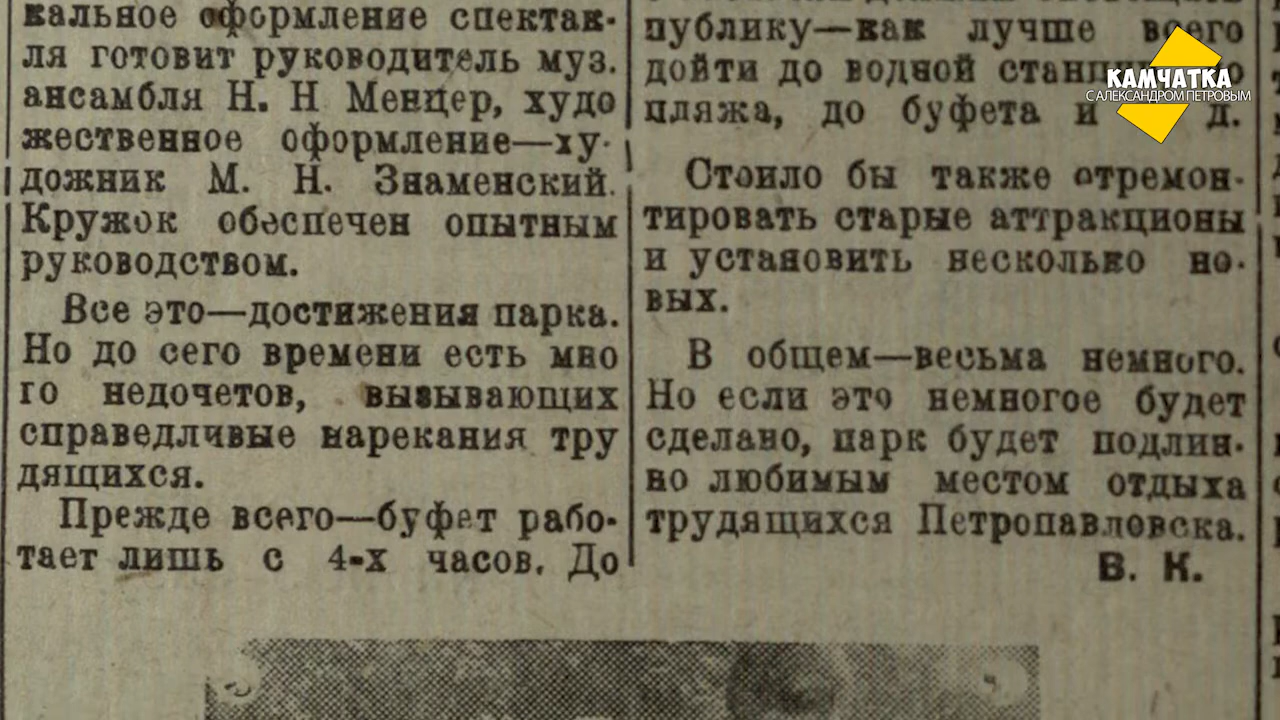 кальное оформление спектак-
ля готовит руководитель муз.
ансамбля Н. Н Менцер, худо
жественное оформление—ху-
дожник М. Н. Знаменский.
Кружок обеспечен опытным
руководством.
Все это—достижения парка.
Но до сего времени есть мно
го недочетов, вызывающих
справедливые нарекания тру
дящихся.
Прежде всего—буфет рабо-
тает лишь с 4-х часов. До
публику—как лучше всего
дойти до водной станции, до
пляжа, до буфета и д.
Стоило бы также отремон-
тировать старые аттракционы
и установить несколько но-
вых.
В общем—весьма немного.
Но если это немногое будет
сделано, парк будет подлин-
но любимым местом отдыха
трудящихся Петропавловска.
В. К.
КАМЧАТКА
С АЛЕКСАНДРОМ ПЕТРОВЫМ